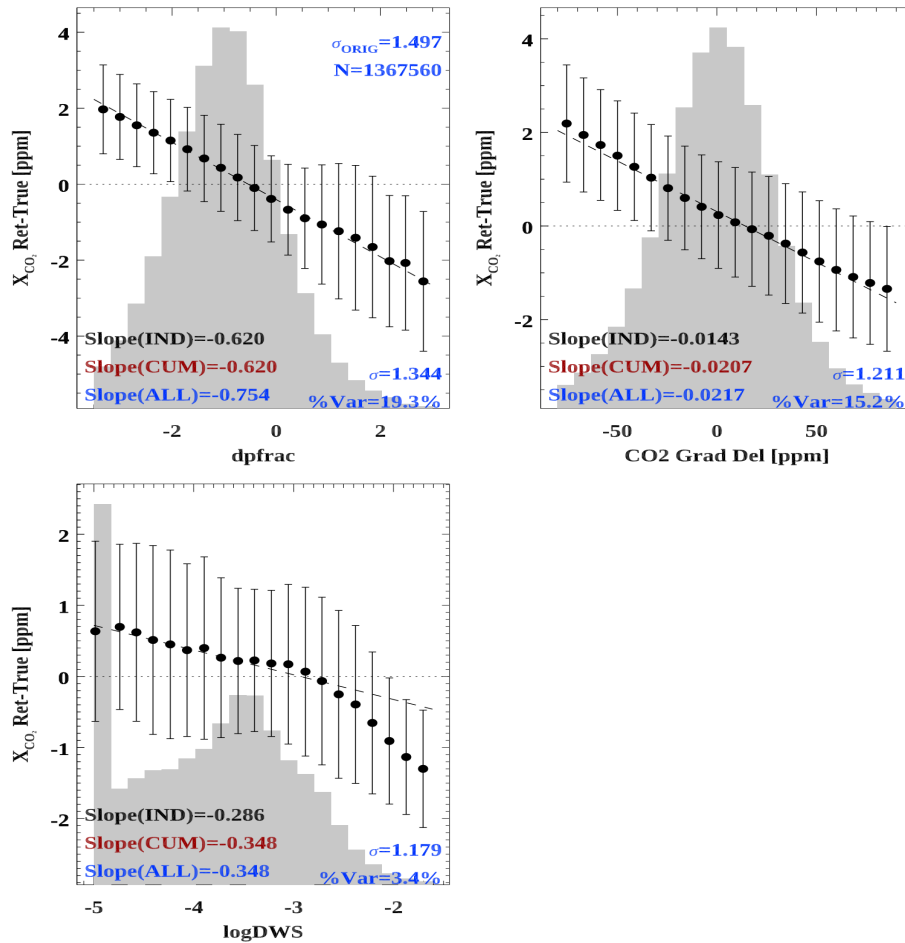 4
2
0
-2
-4
X_CO₂ Ret-True [ppm]
σ_ORIG=1.497
N=1367560
Slope(IND)=-0.620
Slope(CUM)=-0.620
Slope(ALL)=-0.754
σ=1.344
%Var=19.3%
-2 0 2
dpfrac
4
2
0
-2
X_CO₂ Ret-True [ppm]
Slope(IND)=-0.0143
Slope(CUM)=-0.0207
Slope(ALL)=-0.0217
σ=1.211
%Var=15.2%
-50 0 50
CO2 Grad Del [ppm]
2
1
0
-1
-2
X_CO₂ Ret-True [ppm]
Slope(IND)=-0.286
Slope(CUM)=-0.348
Slope(ALL)=-0.348
σ=1.179
%Var=3.4%
-5 -4 -3 -2
logDWS